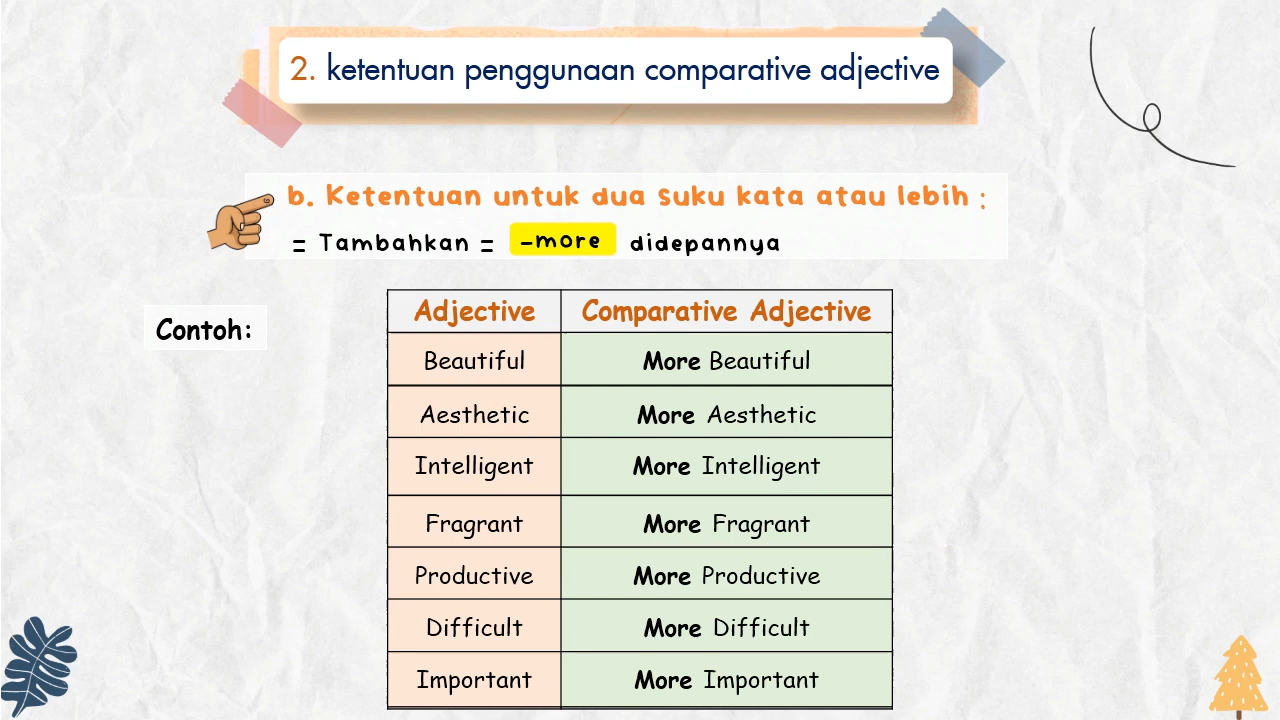 2. ketentuan penggunaan comparative adjective
b. Ketentuan untuk dua suku kata atau lebih :
= Tambahkan = -more didepannya
Contoh:
Adjective Comparative Adjective
Beautiful More Beautiful
Aesthetic More Aesthetic
Intelligent More Intelligent
Fragrant More Fragrant
Productive More Productive
Difficult More Difficult
Important More Important